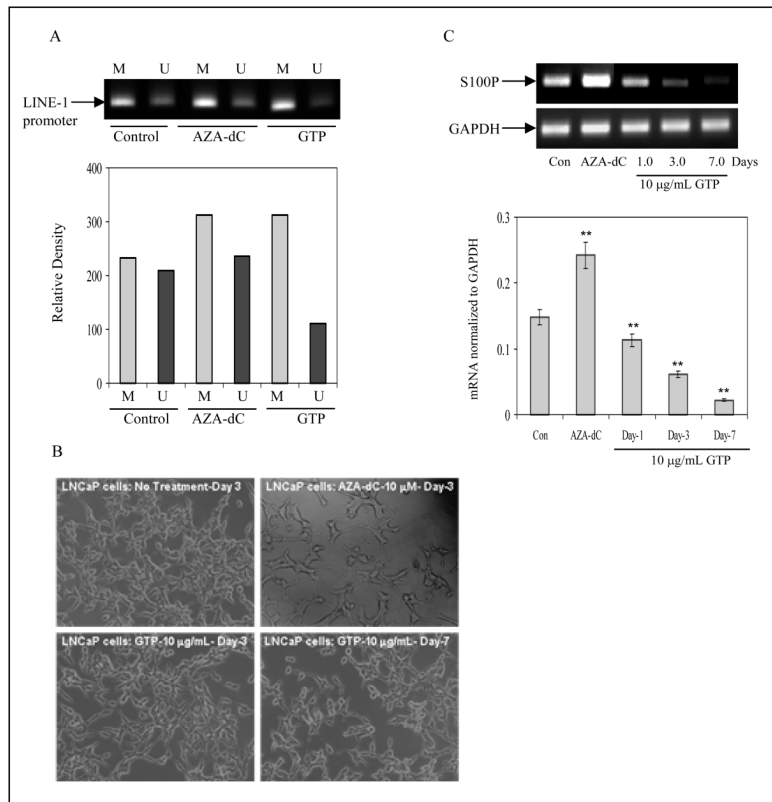 A
M U M U M U
LINE-1
promoter
Control AZA-dC GTP
400
300
200
100
0
Relative Density
M U M U M U
Control AZA-dC GTP
B
LNCaP cells: No Treatment-Day 3
LNCaP cells: AZA-dC-10 µM- Day-3
LNCaP cells: GTP-10 µg/mL- Day-3
LNCaP cells: GTP-10 µg/mL- Day-7
C
S100P
GAPDH
Con AZA-dC 1.0 3.0 7.0 Days
10 µg/mL GTP
0.3
0.2
0.1
0
mRNA normalized to GAPDH
**
**
**
**
Con AZA-dC Day-1 Day-3 Day-7
10 µg/mL GTP